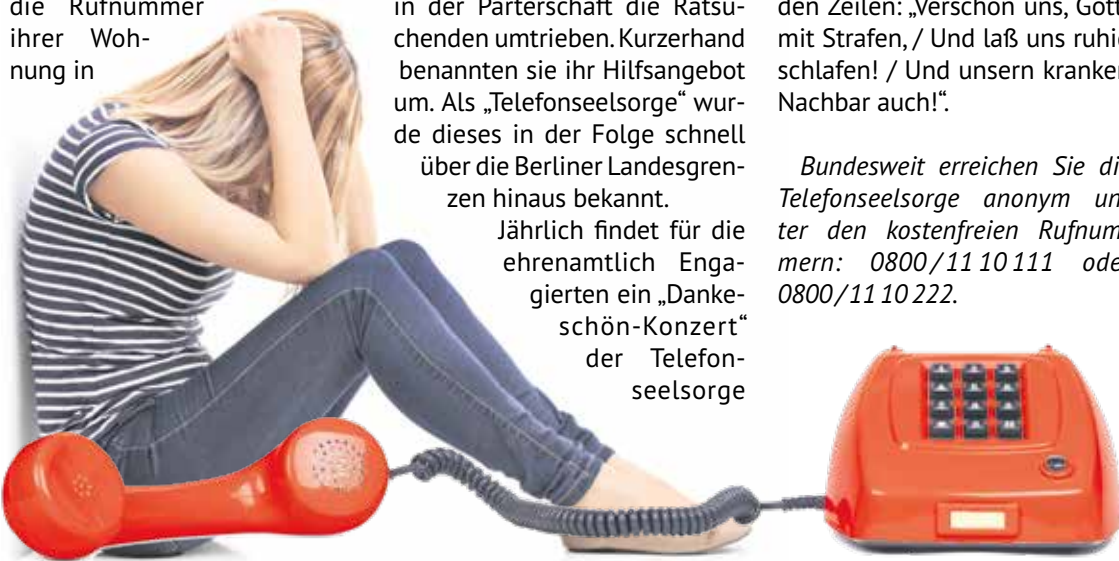 die Rufnummer
ihrer Woh-
nung in
in der Parterschaft die Ratsu-
chenden umtrieben. Kurzerhand
benannten sie ihr Hilfsangebot
um. Als „Telefonseelsorge“ wur-
de dieses in der Folge schnell
über die Berliner Landesgren-
zen hinaus bekannt.
Jährlich findet für die
ehrenamtlich Enga-
gierten ein „Danke-
schön-Konzert“
der Telefon-
seelsorge
den Zeilen: „Verschon uns, Gott
mit Strafen, / Und laß uns ruhig
schlafen! / Und unsern kranken
Nachbar auch!“.
Bundesweit erreichen Sie di
Telefonseelsorge anonym un
ter den kostenfreien Rufnum
mern: 0800/11 10 111 ode
0800/11 10 222.